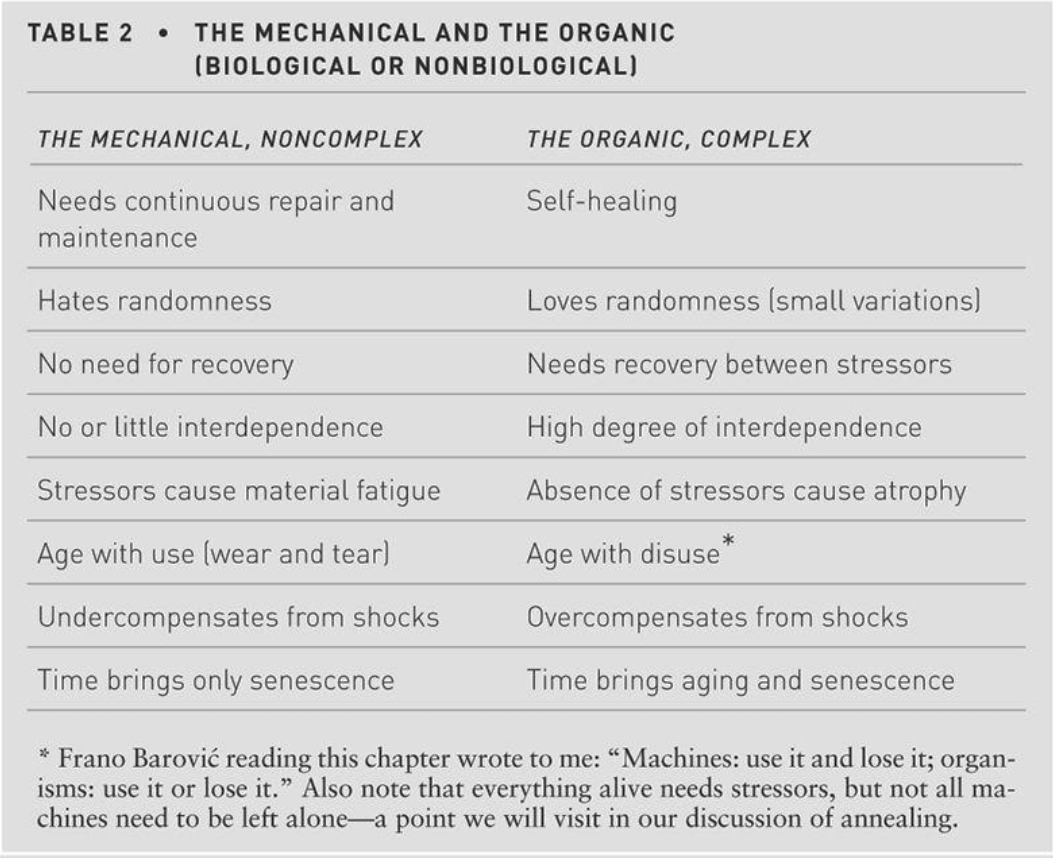 TABLE 2 • THE MECHANICAL AND THE ORGANIC
(BIOLOGICAL OR NONBIOLOGICAL)
THE MECHANICAL, NONCOMPLEX THE ORGANIC, COMPLEX
Needs continuous repair and Self-healing
maintenance
Hates randomness Loves randomness (small variations)
No need for recovery Needs recovery between stressors
No or little interdependence High degree of interdependence
Stressors cause material fatigue Absence of stressors cause atrophy
Age with use (wear and tear) Age with disuse*
Undercompensates from shocks Overcompensates from shocks
Time brings only senescence Time brings aging and senescence
* Frano Barović reading this chapter wrote to me: “Machines: use it and lose it; organ-
isms: use it or lose it.” Also note that everything alive needs stressors, but not all ma-
chines need to be left alone—a point we will visit in our discussion of annealing.